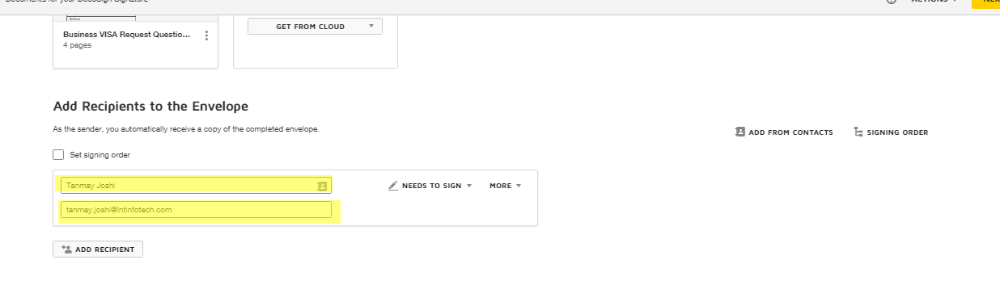 Documents for your DocuSign Signature
ACTIONS
NEX
Business VISA Request Questio...
4 pages
GET FROM CLOUD
Add Recipients to the Envelope
As the sender, you automatically receive a copy of the completed envelope.
ADD FROM CONTACTS
SIGNING ORDER
Set signing order
Tanmay Joshi
NEEDS TO SIGN
MORE
tanmay.joshi@lntinfotech.com
ADD RECIPIENT